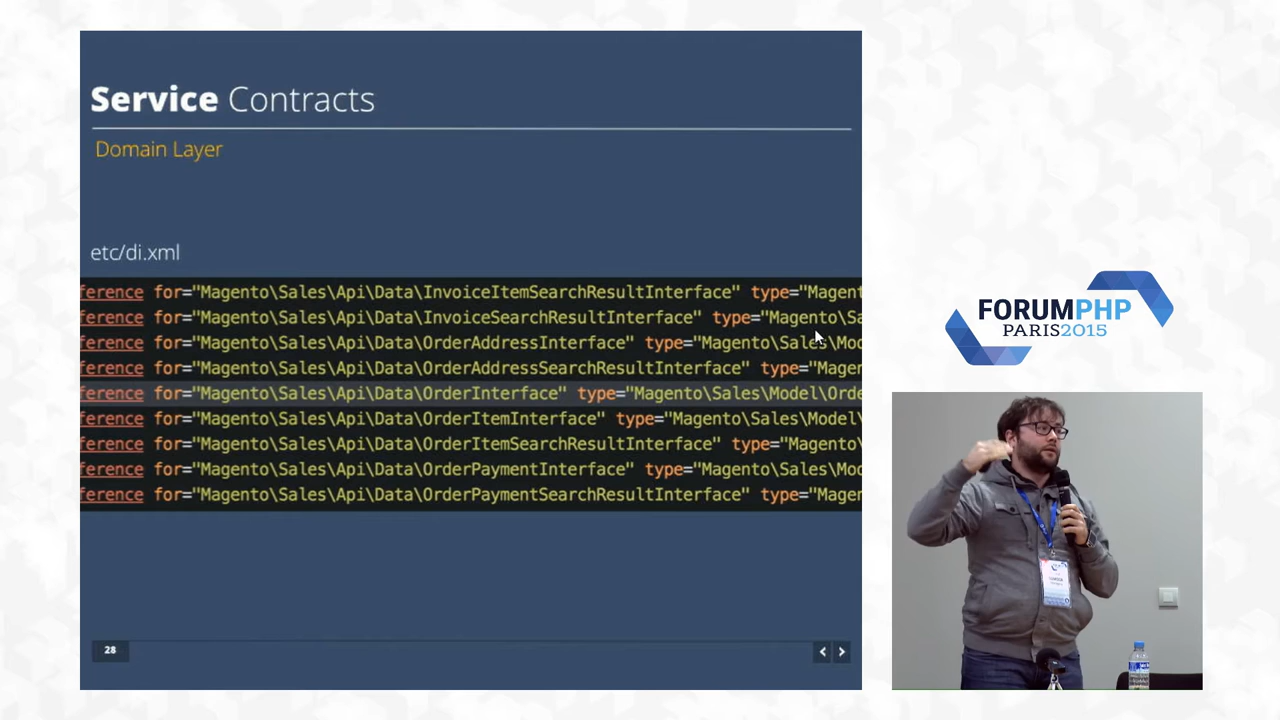 Service Contracts
Domain Layer
etc/di.xml
ference for="Magento\Sales\Api\Data\InvoiceItemSearchResultInterface" type="Magent
ference for="Magento\Sales\Api\Data\InvoiceSearchResultInterface" type="Magento\Sa
ference for="Magento\Sales\Api\Data\OrderAddressInterface" type="Magento\Sales\Mod
ference for="Magento\Sales\Api\Data\OrderAddressSearchResultInterface" type="Magen
ference for="Magento\Sales\Api\Data\OrderInterface" type="Magento\Sales\Model\Orde
ference for="Magento\Sales\Api\Data\OrderItemInterface" type="Magento\Sales\Model\
ference for="Magento\Sales\Api\Data\OrderItemSearchResultInterface" type="Magento\
ference for="Magento\Sales\Api\Data\OrderPaymentInterface" type="Magento\Sales\Mod
ference for="Magento\Sales\Api\Data\OrderPaymentSearchResultInterface" type="Magen
28
FORUMPHP
PARIS2015